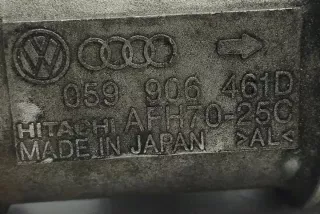 059 906 461D
HITACHI AFH70-25C
MADE IN JAPAN >AL<